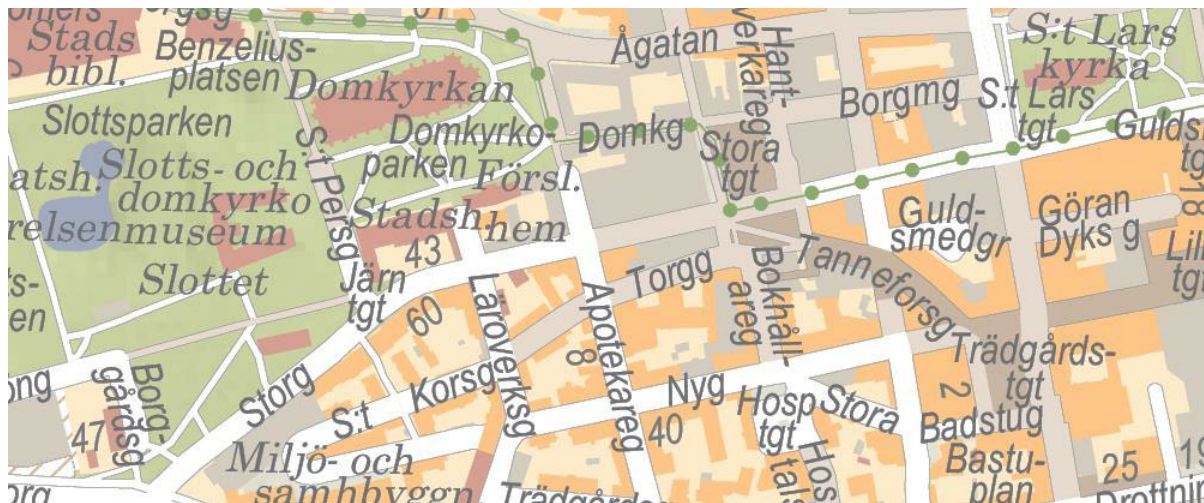 Stads
bibl.
Benzelius-
platsen
Domkyrkan
Ågatan
Hant-
verkareg
Borgmg
S:t Lars
kyrka
S:t Lars
tgt
Slottsparken
S:t Persg
Domkyrko-
parken
Domkg
Stora
tgt
Slotts- och
domkyrko
museum
Försl.
hem
Stadsh.
43
Slottet
Järn
tgt
60
Läroverksg
Apotekareg
8
Torgg
Bokhåll-
areg
Tanneforsg
Guld-
smedgr
Göran
Dyks g
18
Trädgårds-
tgt
Borg-
gårdsg
47
Storg
S:t
Korsg
Nyg
40
Hosp
tgt
Stora
2
Badstug
Bastu-
plan
25
Miljö- och
samhbyggn